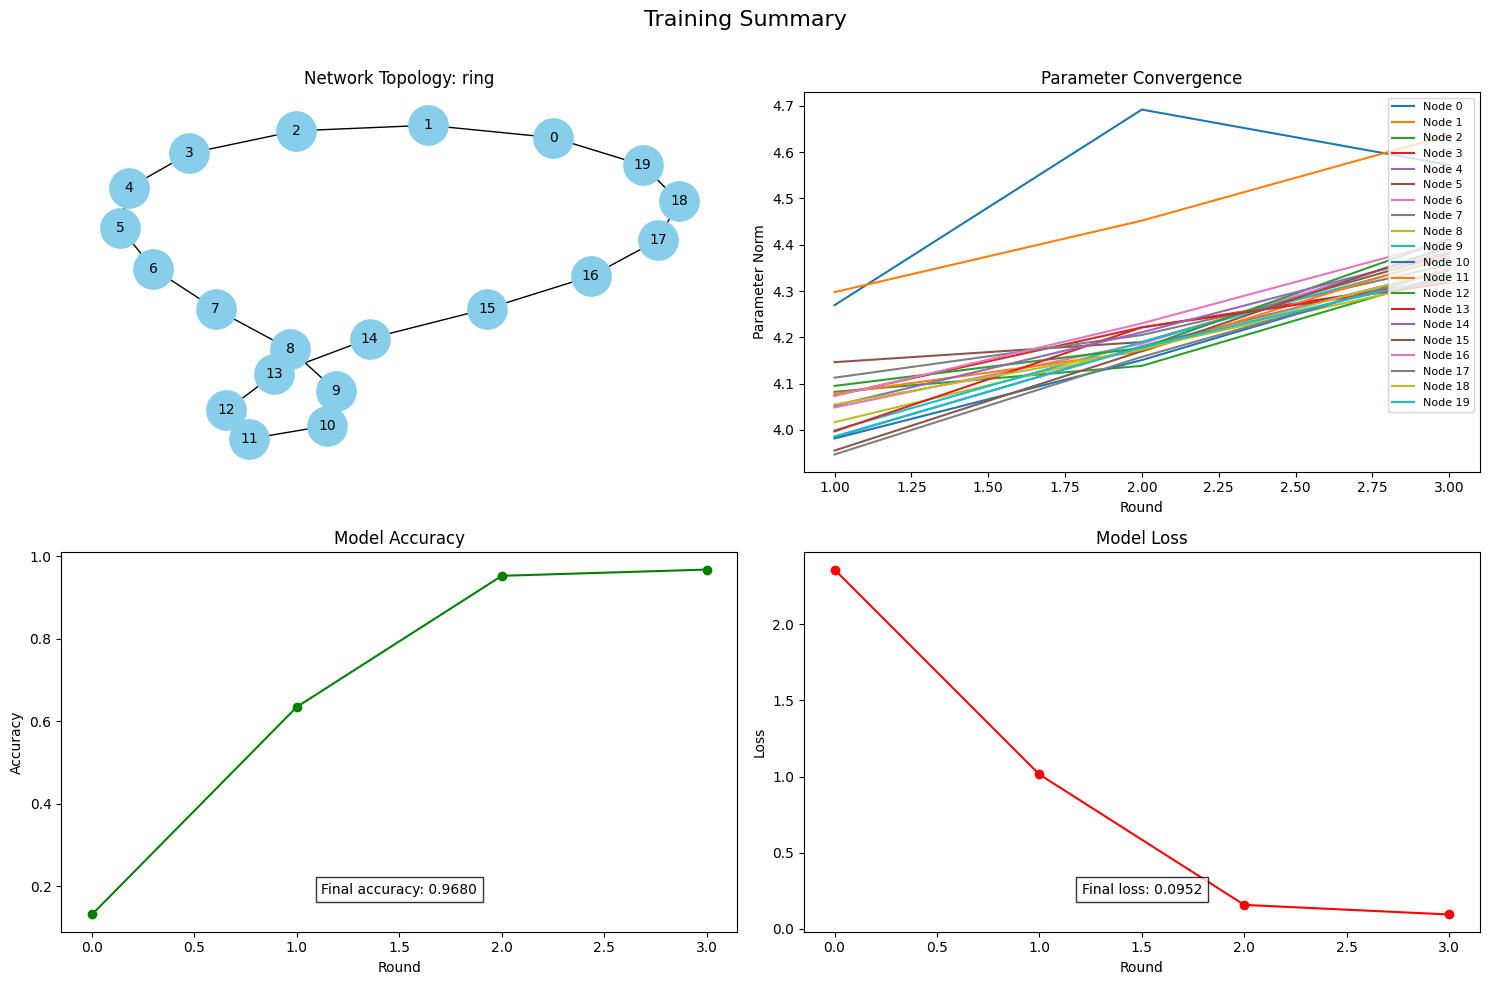 Training Summary
Network Topology: ring
0
1
2
3
4
5
6
7
8
9
10
11
12
13
14
15
16
17
18
19
Parameter Convergence
Parameter Norm
4.7
4.6
4.5
4.4
4.3
4.2
4.1
4.0
1.00 1.25 1.50 1.75 2.00 2.25 2.50 2.75 3.00
Round
Node 0
Node 1
Node 2
Node 3
Node 4
Node 5
Node 6
Node 7
Node 8
Node 9
Node 10
Node 11
Node 12
Node 13
Node 14
Node 15
Node 16
Node 17
Node 18
Node 19
Model Accuracy
Accuracy
1.0
0.8
0.6
0.4
0.2
Final accuracy: 0.9680
0.0 0.5 1.0 1.5 2.0 2.5 3.0
Round
Model Loss
Loss
2.0
1.5
1.0
0.5
0.0
Final loss: 0.0952
0.0 0.5 1.0 1.5 2.0 2.5 3.0
Round